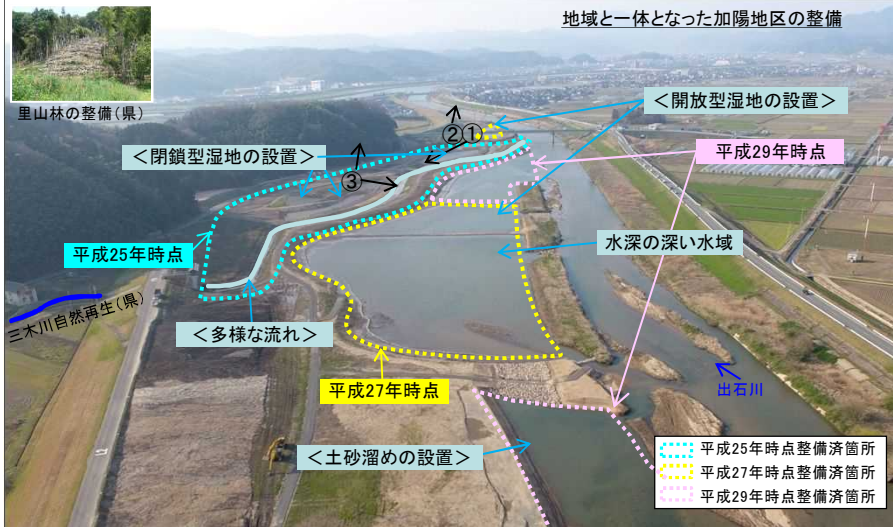 地域と一体となった加陽地区の整備
里山林の整備(県)
＜開放型湿地の設置＞
②①
＜閉鎖型湿地の設置＞
平成29年時点
③
平成25年時点
水深の深い水域
三木川自然再生(県)
＜多様な流れ＞
平成27年時点
出石川
＜土砂溜めの設置＞
平成25年時点整備済箇所
平成27年時点整備済箇所
平成29年時点整備済箇所